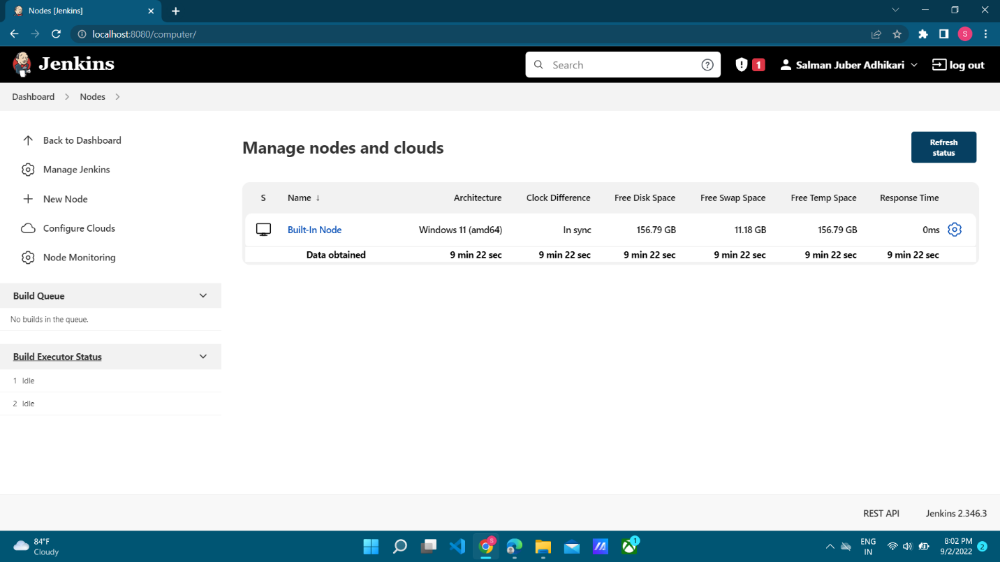 Nodes [Jenkins]
localhost:8080/computer/
S
Jenkins
Search
1
Salman Juber Adhikari
log out
Dashboard
Nodes
Back to Dashboard
Manage Jenkins
New Node
Configure Clouds
Node Monitoring
Build Queue
No builds in the queue.
Build Executor Status
1 Idle
2 Idle
Manage nodes and clouds
Refresh
status
S Name ↓ Architecture Clock Difference Free Disk Space Free Swap Space Free Temp Space Response Time
Built-In Node Windows 11 (amd64) In sync 156.79 GB 11.18 GB 156.79 GB 0ms
Data obtained 9 min 22 sec 9 min 22 sec 9 min 22 sec 9 min 22 sec 9 min 22 sec 9 min 22 sec
REST API Jenkins 2.346.3
84°F
Cloudy
S
1
ENG
IN
8:02 PM
9/2/2022
2